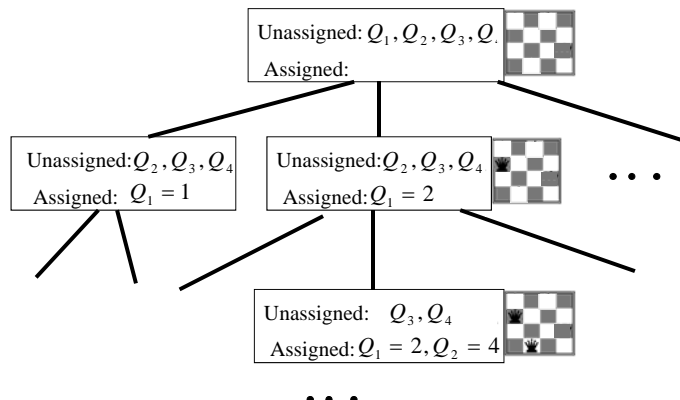 Unassigned: Q₁, Q₂, Q₃, Q
Assigned:
Unassigned: Q₂, Q₃, Q₄
Assigned: Q₁ = 1
Unassigned: Q₂, Q₃, Q₄
Assigned: Q₁ = 2
• • •
Unassigned: Q₃, Q₄
Assigned: Q₁ = 2, Q₂ = 4
• • •